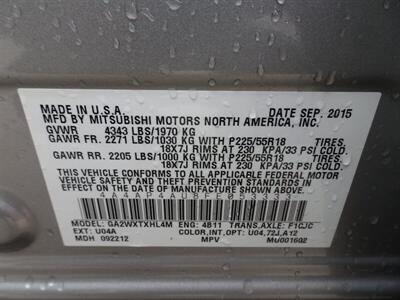 MADE IN U.S.A. DATE SEP. 2015
MFD BY MITSUBISHI MOTORS NORTH AMERICA, INC.
GVWR 4343 LBS/1970 KG
GAWR FR. 2271 LBS/1030 KG WITH P225/55R18 TIRES.
18X7J RIMS AT 230 KPA/33 PSI COLD.
GAWR RR. 2205 LBS/1000 KG WITH P225/55R18 TIRES.
18X7J RIMS AT 230 KPA/33 PSI COLD.
THIS VEHICLE CONFORMS TO ALL APPLICABLE FEDERAL MOTOR
VEHICLE SAFETY AND THEFT PREVENTION STANDARDS IN EFFECT
ON THE DATE OF MANUFACTURE SHOWN ABOVE.
4A4AP4AU8FE053333
MODEL: GA2WXTXHL4M ENG: 4B11 TRANS,AXLE: F1CJC
EXT: U04A COLOR,INT,OPT: U04,72J,A12
MDH 092212 MPV MU001602